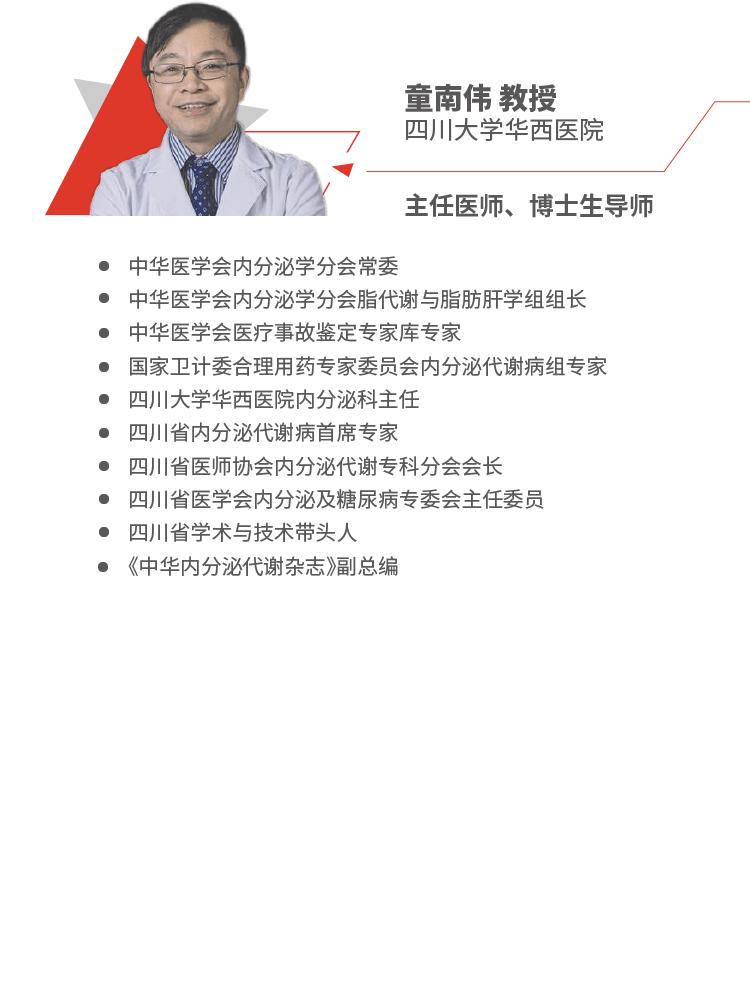 童南伟 教授
四川大学华西医院
主任医师、博士生导师
中华医学会内分泌学分会常委
中华医学会内分泌学分会脂代谢与脂肪肝学组组长
中华医学会医疗事故鉴定专家库专家
国家卫计委合理用药专家委员会内分泌代谢病组专家
四川大学华西医院内分泌科主任
四川省内分泌代谢病首席专家
四川省医师协会内分泌代谢专科分会会长
四川省医学会内分泌及糖尿病专委会主任委员
四川省学术与技术带头人
《中华内分泌代谢杂志》副总编